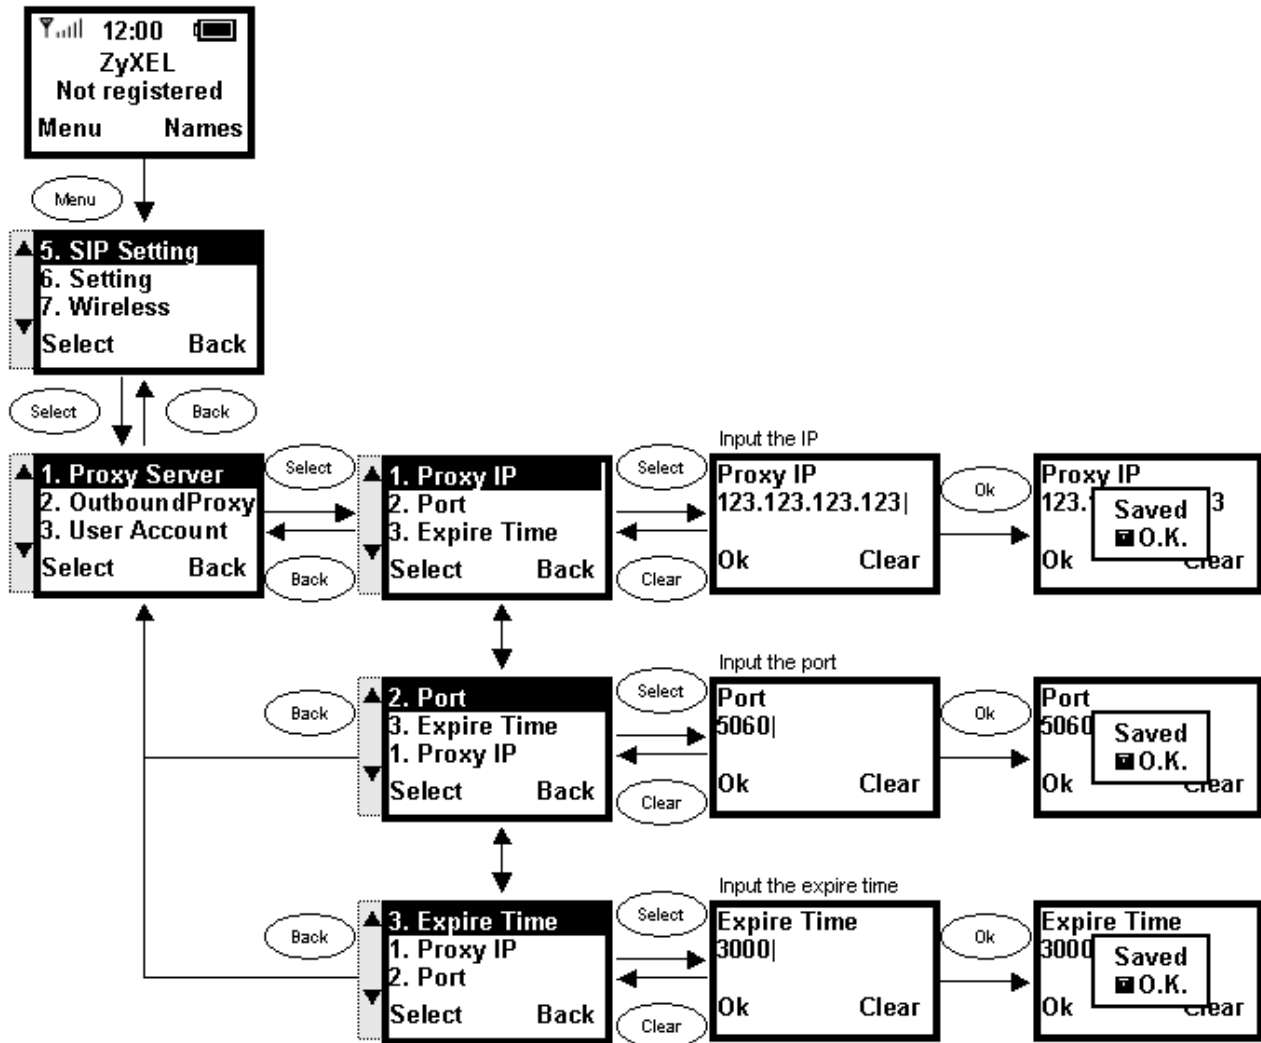 12:00
ZyXEL
Not registered
Menu Names
Menu
5. SIP Setting
6. Setting
7. Wireless
Select Back
Select Back
1. Proxy Server
2. OutboundProxy
3. User Account
Select Back
Select
Back
1. Proxy IP
2. Port
3. Expire Time
Select Back
Select
Clear
Input the IP
Proxy IP
123.123.123.123|
Ok Clear
Ok
Proxy IP
123.1 3
Saved
O.K.
Ok Clear
Back
2. Port
3. Expire Time
1. Proxy IP
Select Back
Select
Clear
Input the port
Port
5060|
Ok Clear
Ok
Port
5060
Saved
O.K.
Ok Clear
Back
3. Expire Time
1. Proxy IP
2. Port
Select Back
Select
Clear
Input the expire time
Expire Time
3000|
Ok Clear
Ok
Expire Time
3000
Saved
O.K.
Ok Clear